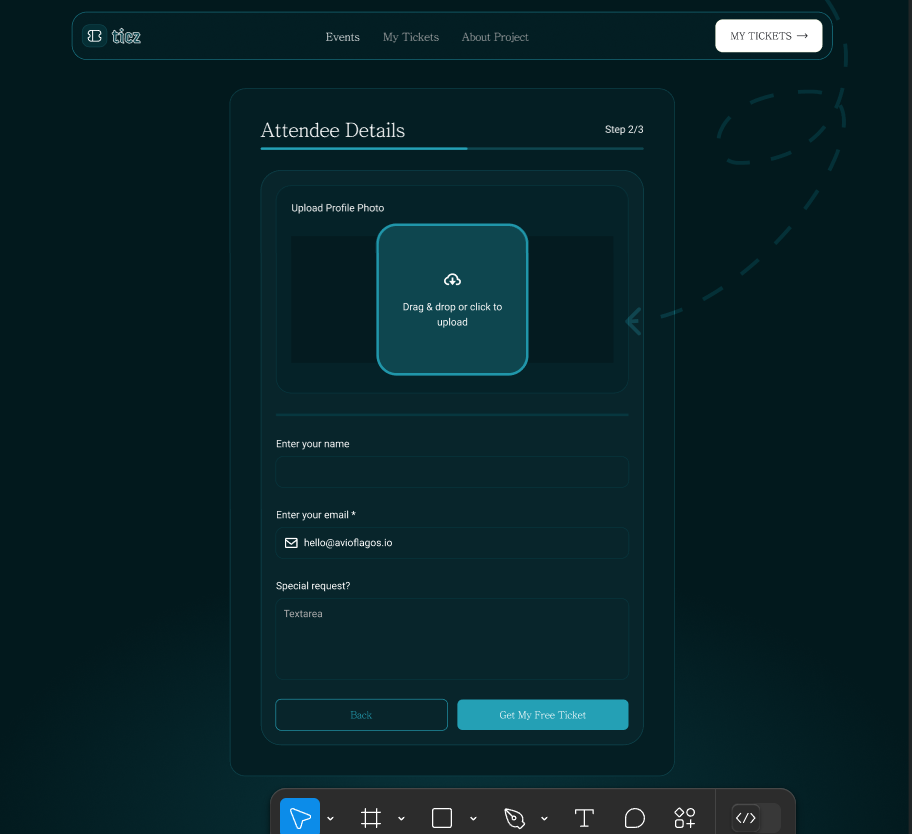 ticz
Events
My Tickets
About Project
MY TICKETS →
Attendee Details
Step 2/3
Upload Profile Photo
Drag & drop or click to
upload
Enter your name
Enter your email *
hello@avioflagos.io
Special request?
Textarea
Back
Get My Free Ticket